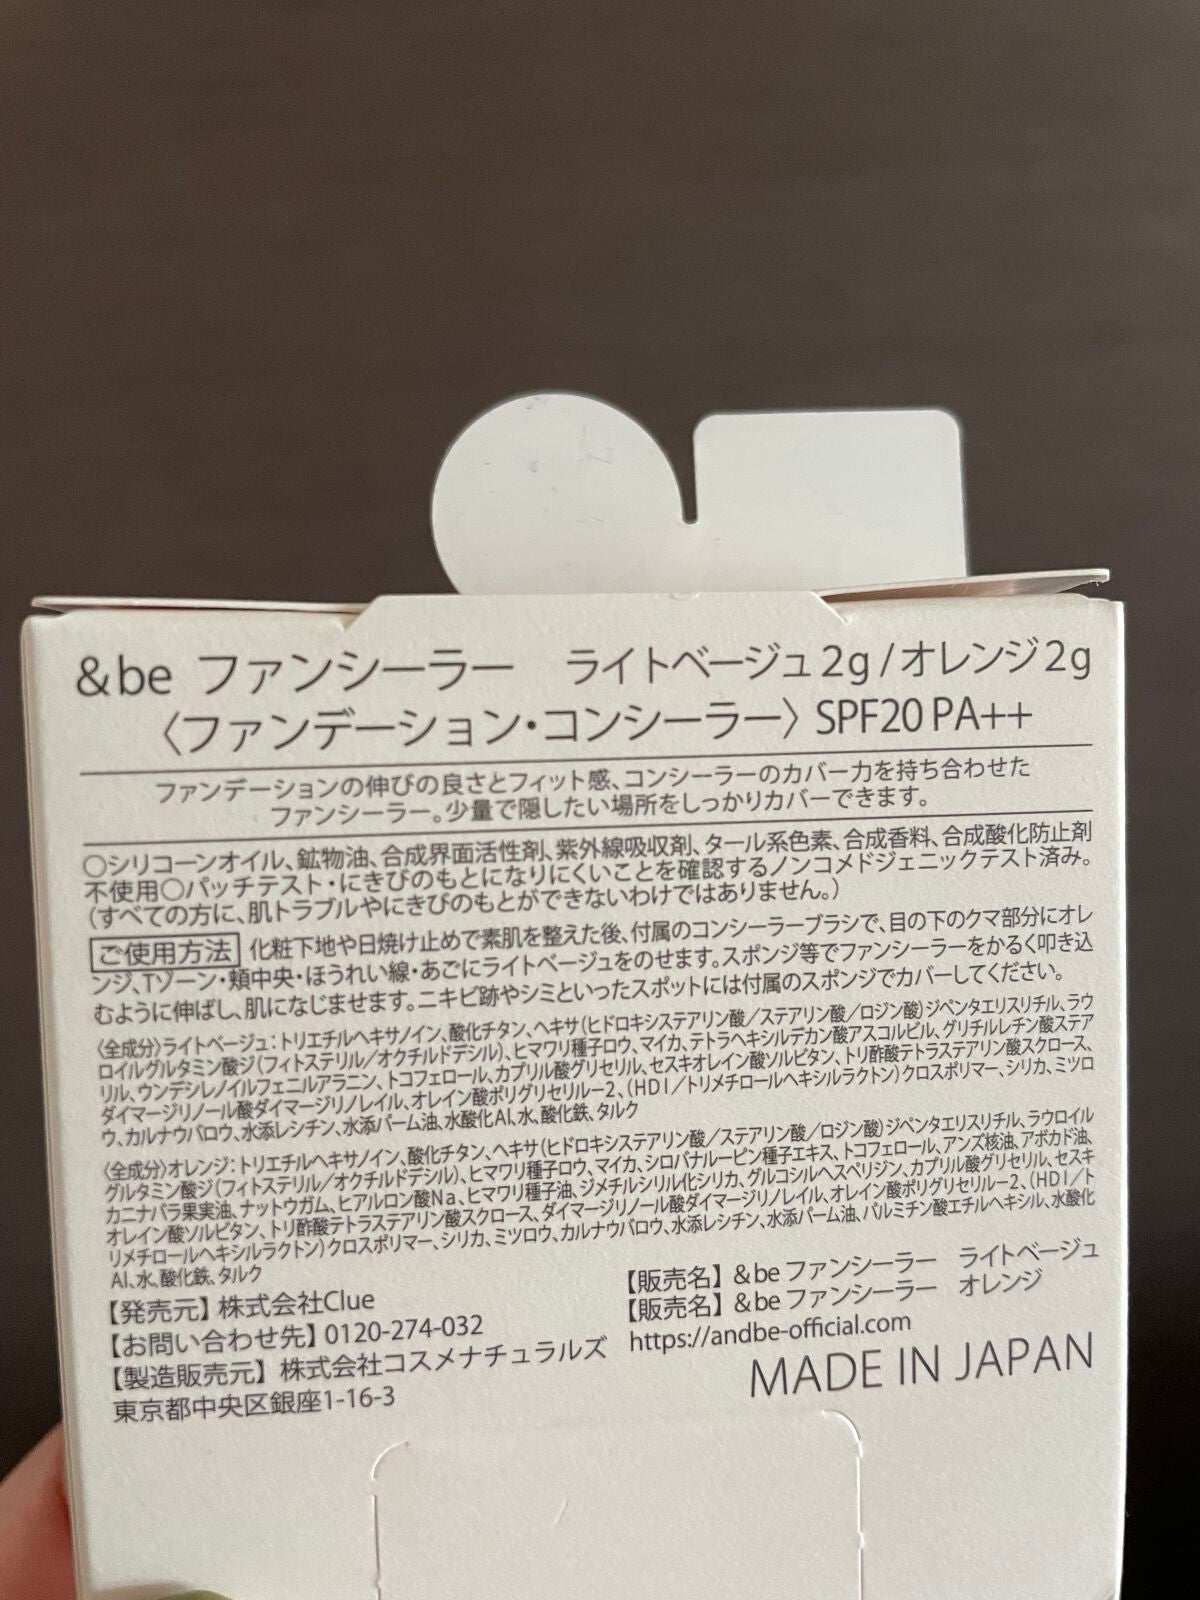 &be ファンシーラー　ライトベージュ2g/オレンジ2g
〈ファンデーション・コンシーラー〉SPF20 PA++
ファンデーションの伸びの良さとフィット感、コンシーラーのカバー力を持ち合わせた
ファンシーラー。少量で隠したい場所をしっかりカバーできます。
○シリコーンオイル、鉱物油、合成界面活性剤、紫外線吸収剤、タール系色素、合成香料、合成酸化防止剤
不使用○パッチテスト・にきびのもとになりにくいことを確認するノンコメドジェニックテスト済み。
(すべての方に、肌トラブルやにきびのもとができないわけではありません。)
ご使用方法 化粧下地や日焼け止めで素肌を整えた後、付属のコンシーラーブラシで、目の下のクマ部分にオレ
ンジ、Tゾーン・頬中央・ほうれい線・あごにライトベージュをのせます。スポンジ等でファンシーラーをかるく叩き込
むように伸ばし、肌になじませます。ニキビ跡やシミといったスポットには付属のスポンジでカバーしてください。
〈全成分〉ライトベージュ：トリエチルヘキサノイン、酸化チタン、ヘキサ(ヒドロキシステアリン酸／ステアリン酸／ロジン酸)ジペンタエリスリチル、ラウ
ロイルグルタミン酸ジ(フィトステリル／オクチルドデシル)、ヒマワリ種子ロウ、マイカ、テトラヘキシルデカン酸アスコルビル、グリチルレチン酸ステア
リル、ウンデシレノイルフェニルアラニン、トコフェロール、カプリル酸グリセリル、セスキオレイン酸ソルビタン、トリ酢酸テトラステアリン酸スクロース、
ダイマージリノール酸ダイマージリノレイル、オレイン酸ポリグリセリル－2、(HDI／トリメチロールヘキシルラクトン)クロスポリマー、シリカ、ミツロ
ウ、カルナウバロウ、水添レシチン、水添パーム油、水酸化Al、水、酸化鉄、タルク
〈全成分〉オレンジ：トリエチルヘキサノイン、酸化チタン、ヘキサ(ヒドロキシステアリン酸／ステアリン酸／ロジン酸)ジペンタエリスリチル、ラウロイル
グルタミン酸ジ(フィトステリル／オクチルドデシル)、ヒマワリ種子ロウ、マイカ、シロバナルーピン種子エキス、トコフェロール、アンズ核油、アボカド油、
カニナバラ果実油、ナットウガム、ヒアルロン酸Na、ヒマワリ種子油、ジメチルシリル化シリカ、グルコシルヘスペリジン、カプリル酸グリセリル、セスキ
オレイン酸ソルビタン、トリ酢酸テトラステアリン酸スクロース、ダイマージリノール酸ダイマージリノレイル、オレイン酸ポリグリセリル－2、(HDI／ト
リメチロールヘキシルラクトン)クロスポリマー、シリカ、ミツロウ、カルナウバロウ、水添レシチン、水添パーム油、パルミチン酸エチルヘキシル、水酸化
Al、水、酸化鉄、タルク
【発売元】株式会社Clue
【お問い合わせ先】0120-274-032
【製造販売元】株式会社コスメナチュラルズ
東京都中央区銀座1-16-3
【販売名】&be ファンシーラー　ライトベージュ
【販売名】&be ファンシーラー　オレンジ
https://andbe-official.com
MADE IN JAPAN